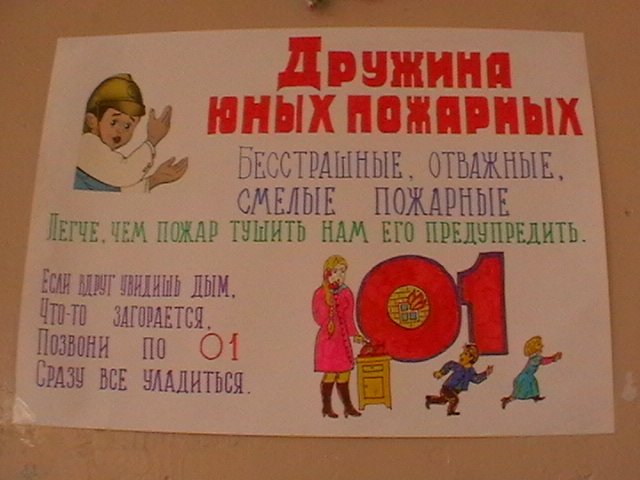 ДРУЖИНА
ЮНЫХ ПОЖАРНЫХ
БЕССТРАШНЫЕ, ОТВАЖНЫЕ,
СМЕЛЫЕ ПОЖАРНЫЕ
ЛЕГЧЕ, ЧЕМ ПОЖАР ТУШИТЬ НАМ ЕГО ПРЕДУПРЕДИТЬ.
ЕСЛИ ВДРУГ УВИДИШЬ ДЫМ,
ЧТО-ТО ЗАГОРАЕТСЯ,
ПОЗВОНИ ПО 01
СРАЗУ ВСЕ УЛАДИТЬСЯ.
01